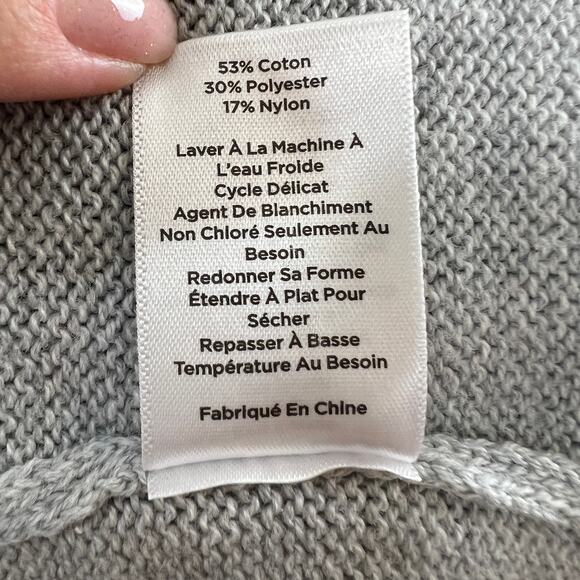 53% Coton
30% Polyester
17% Nylon
Laver À La Machine À
L'eau Froide
Cycle Délicat
Agent De Blanchiment
Non Chloré Seulement Au
Besoin
Redonner Sa Forme
Étendre À Plat Pour
Sécher
Repasser À Basse
Température Au Besoin
Fabriqué En Chine